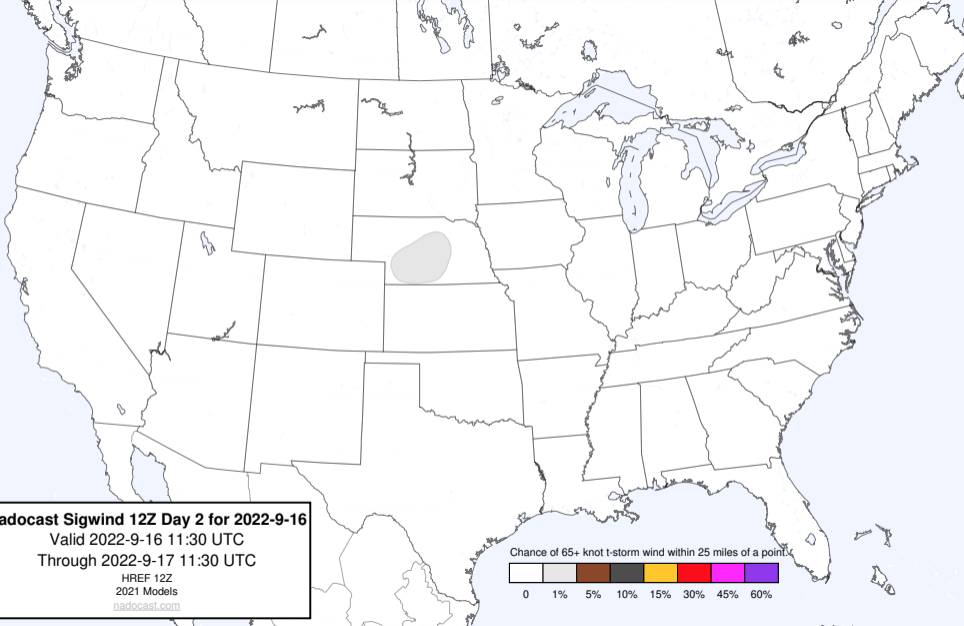 adocast Sigwind 12Z Day 2 for 2022-9-16
Valid 2022-9-16 11:30 UTC
Through 2022-9-17 11:30 UTC
HREF 12Z
2021 Models
nadocast.com
Chance of 65+ knot t-storm wind within 25 miles of a point.
0 1% 5% 10% 15% 30% 45% 60%